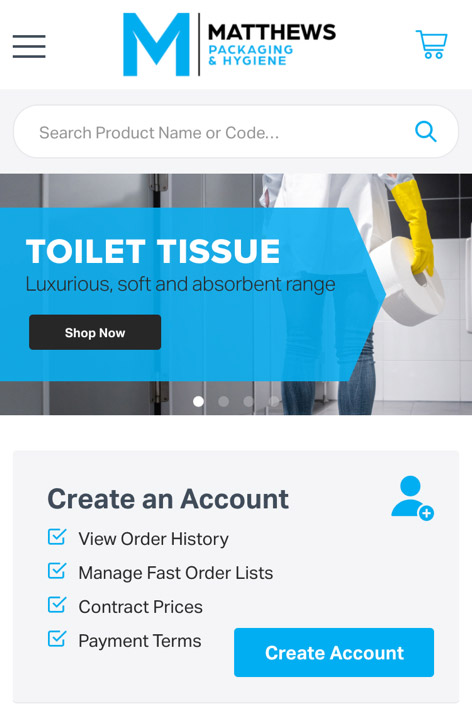 MATTHEWS
PACKAGING
& HYGIENE
Search Product Name or Code...
TOILET TISSUE
Luxurious, soft and absorbent range
Shop Now
Create an Account
View Order History
Manage Fast Order Lists
Contract Prices
Payment Terms
Create Account